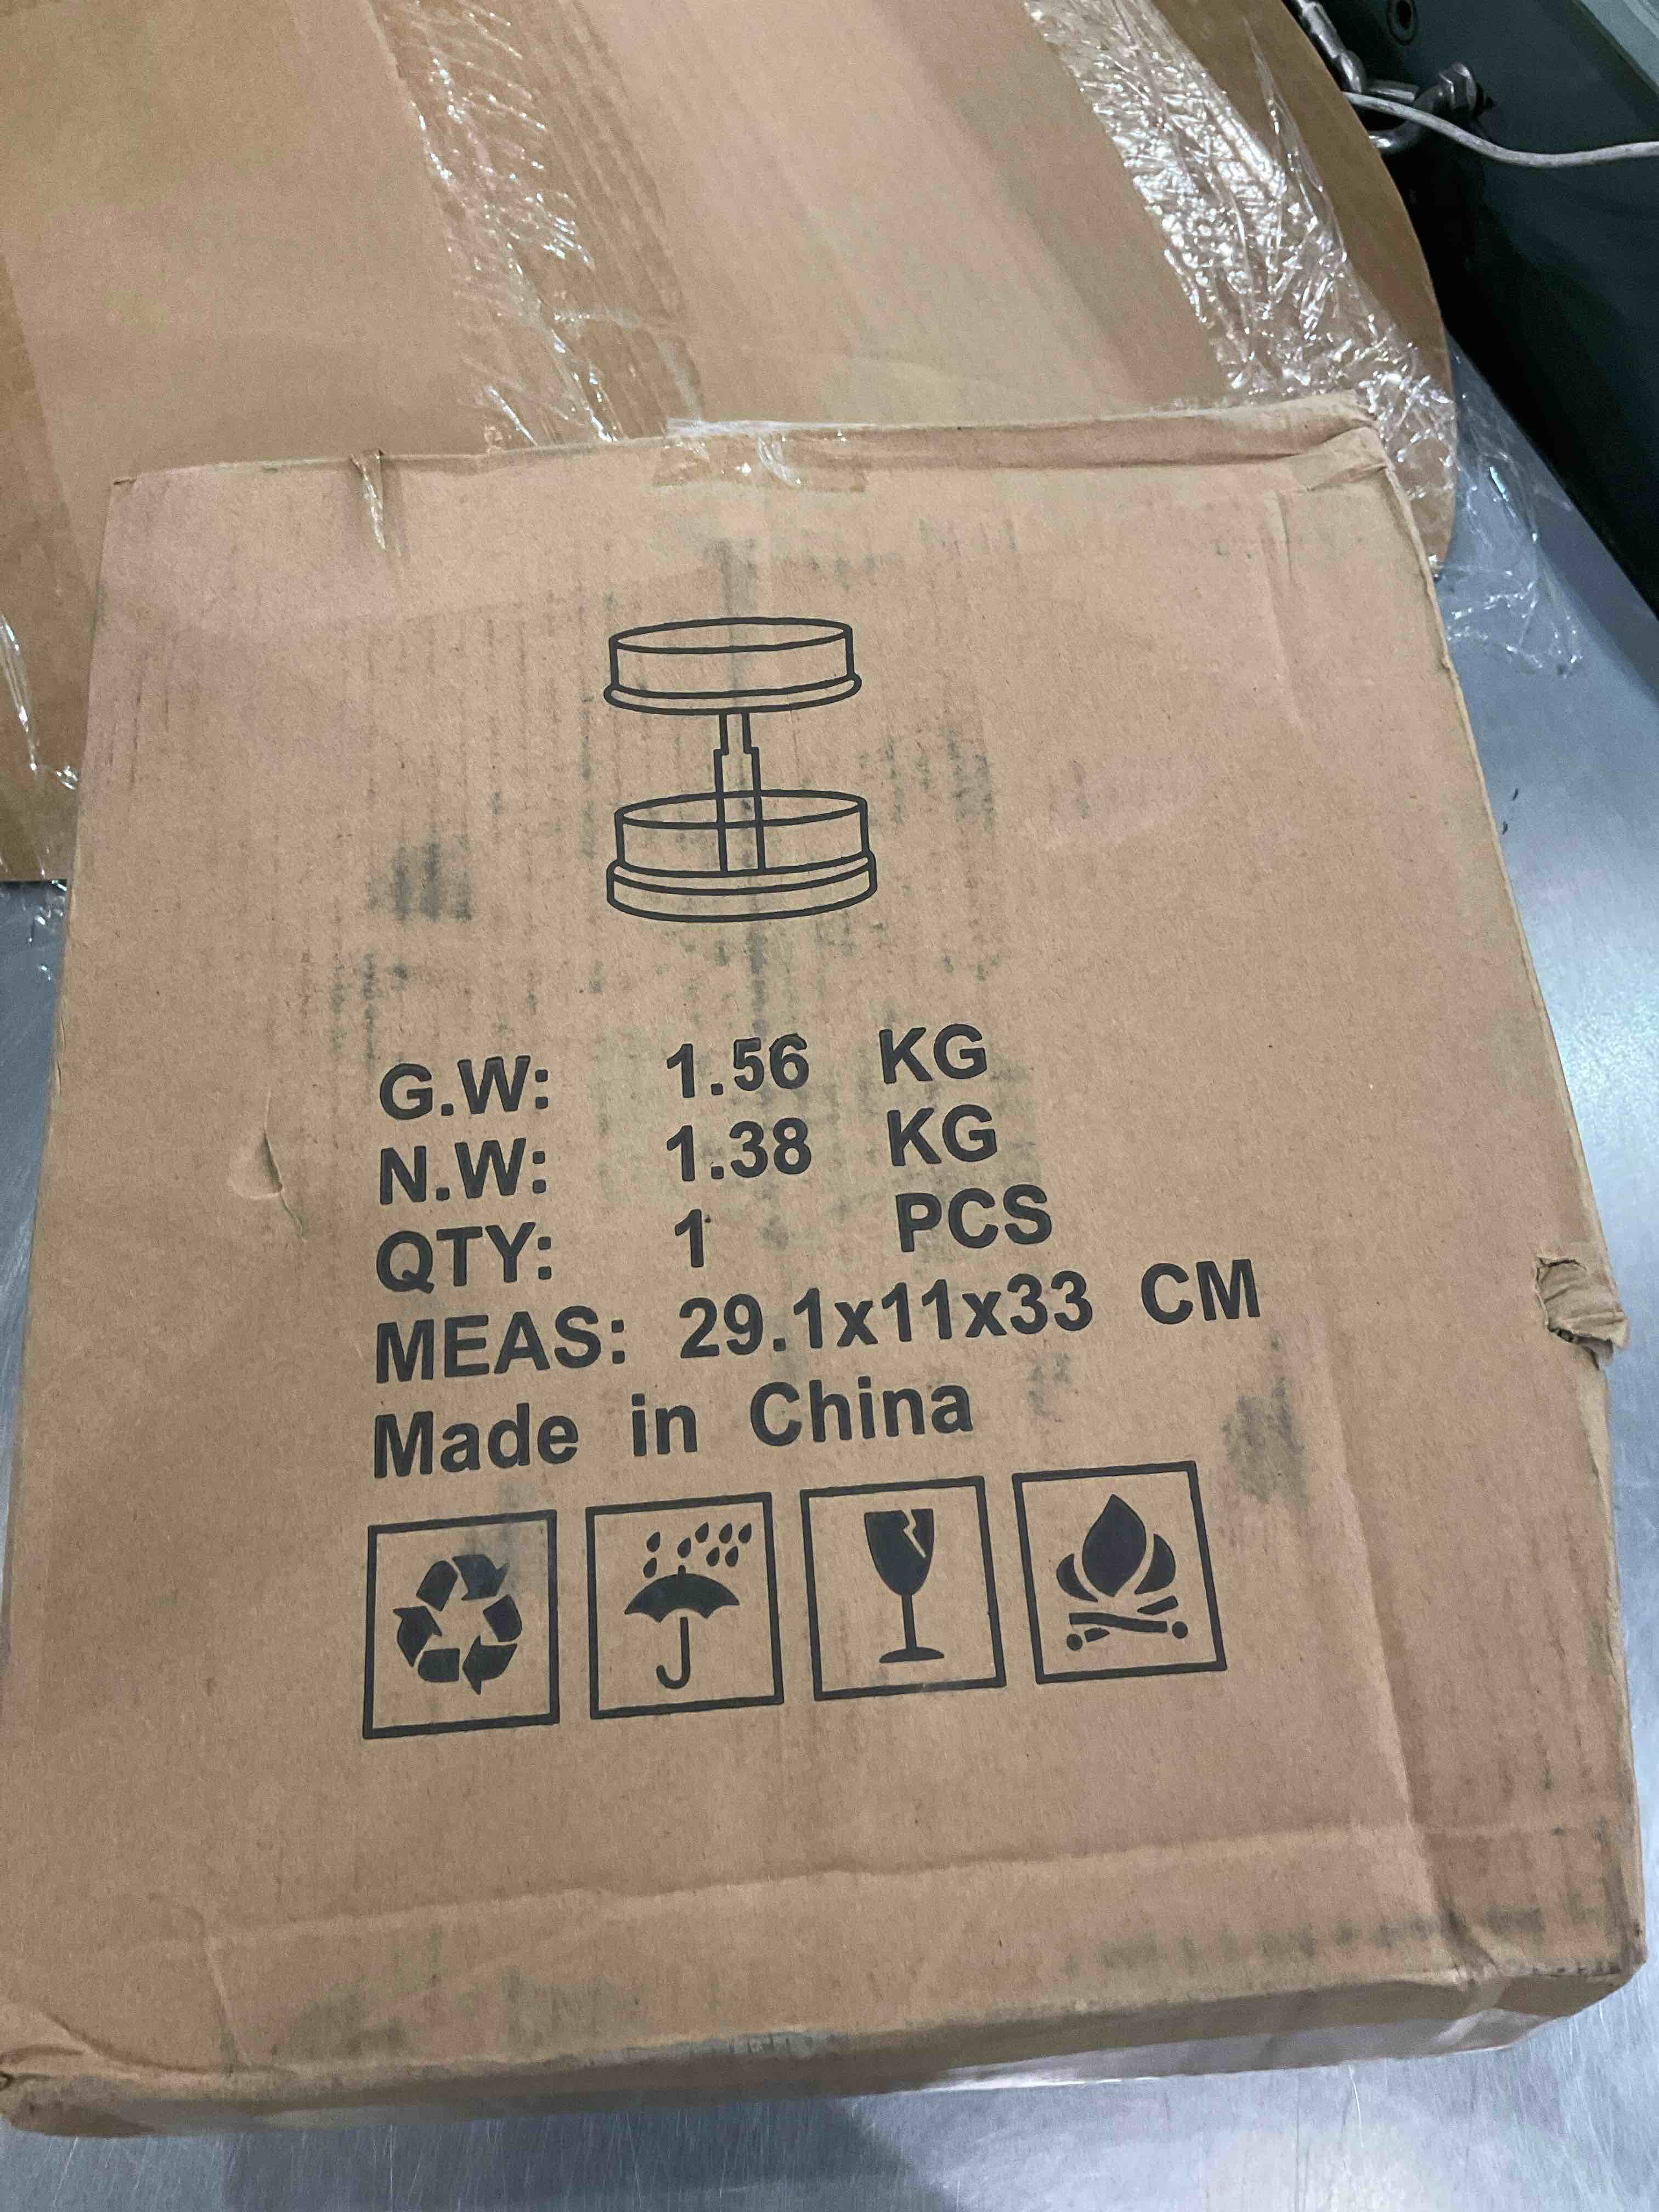 G.W: 1.56 KG
N.W: 1.38 KG
QTY: 1 PCS
MEAS: 29.1x11x33 CM
Made in China